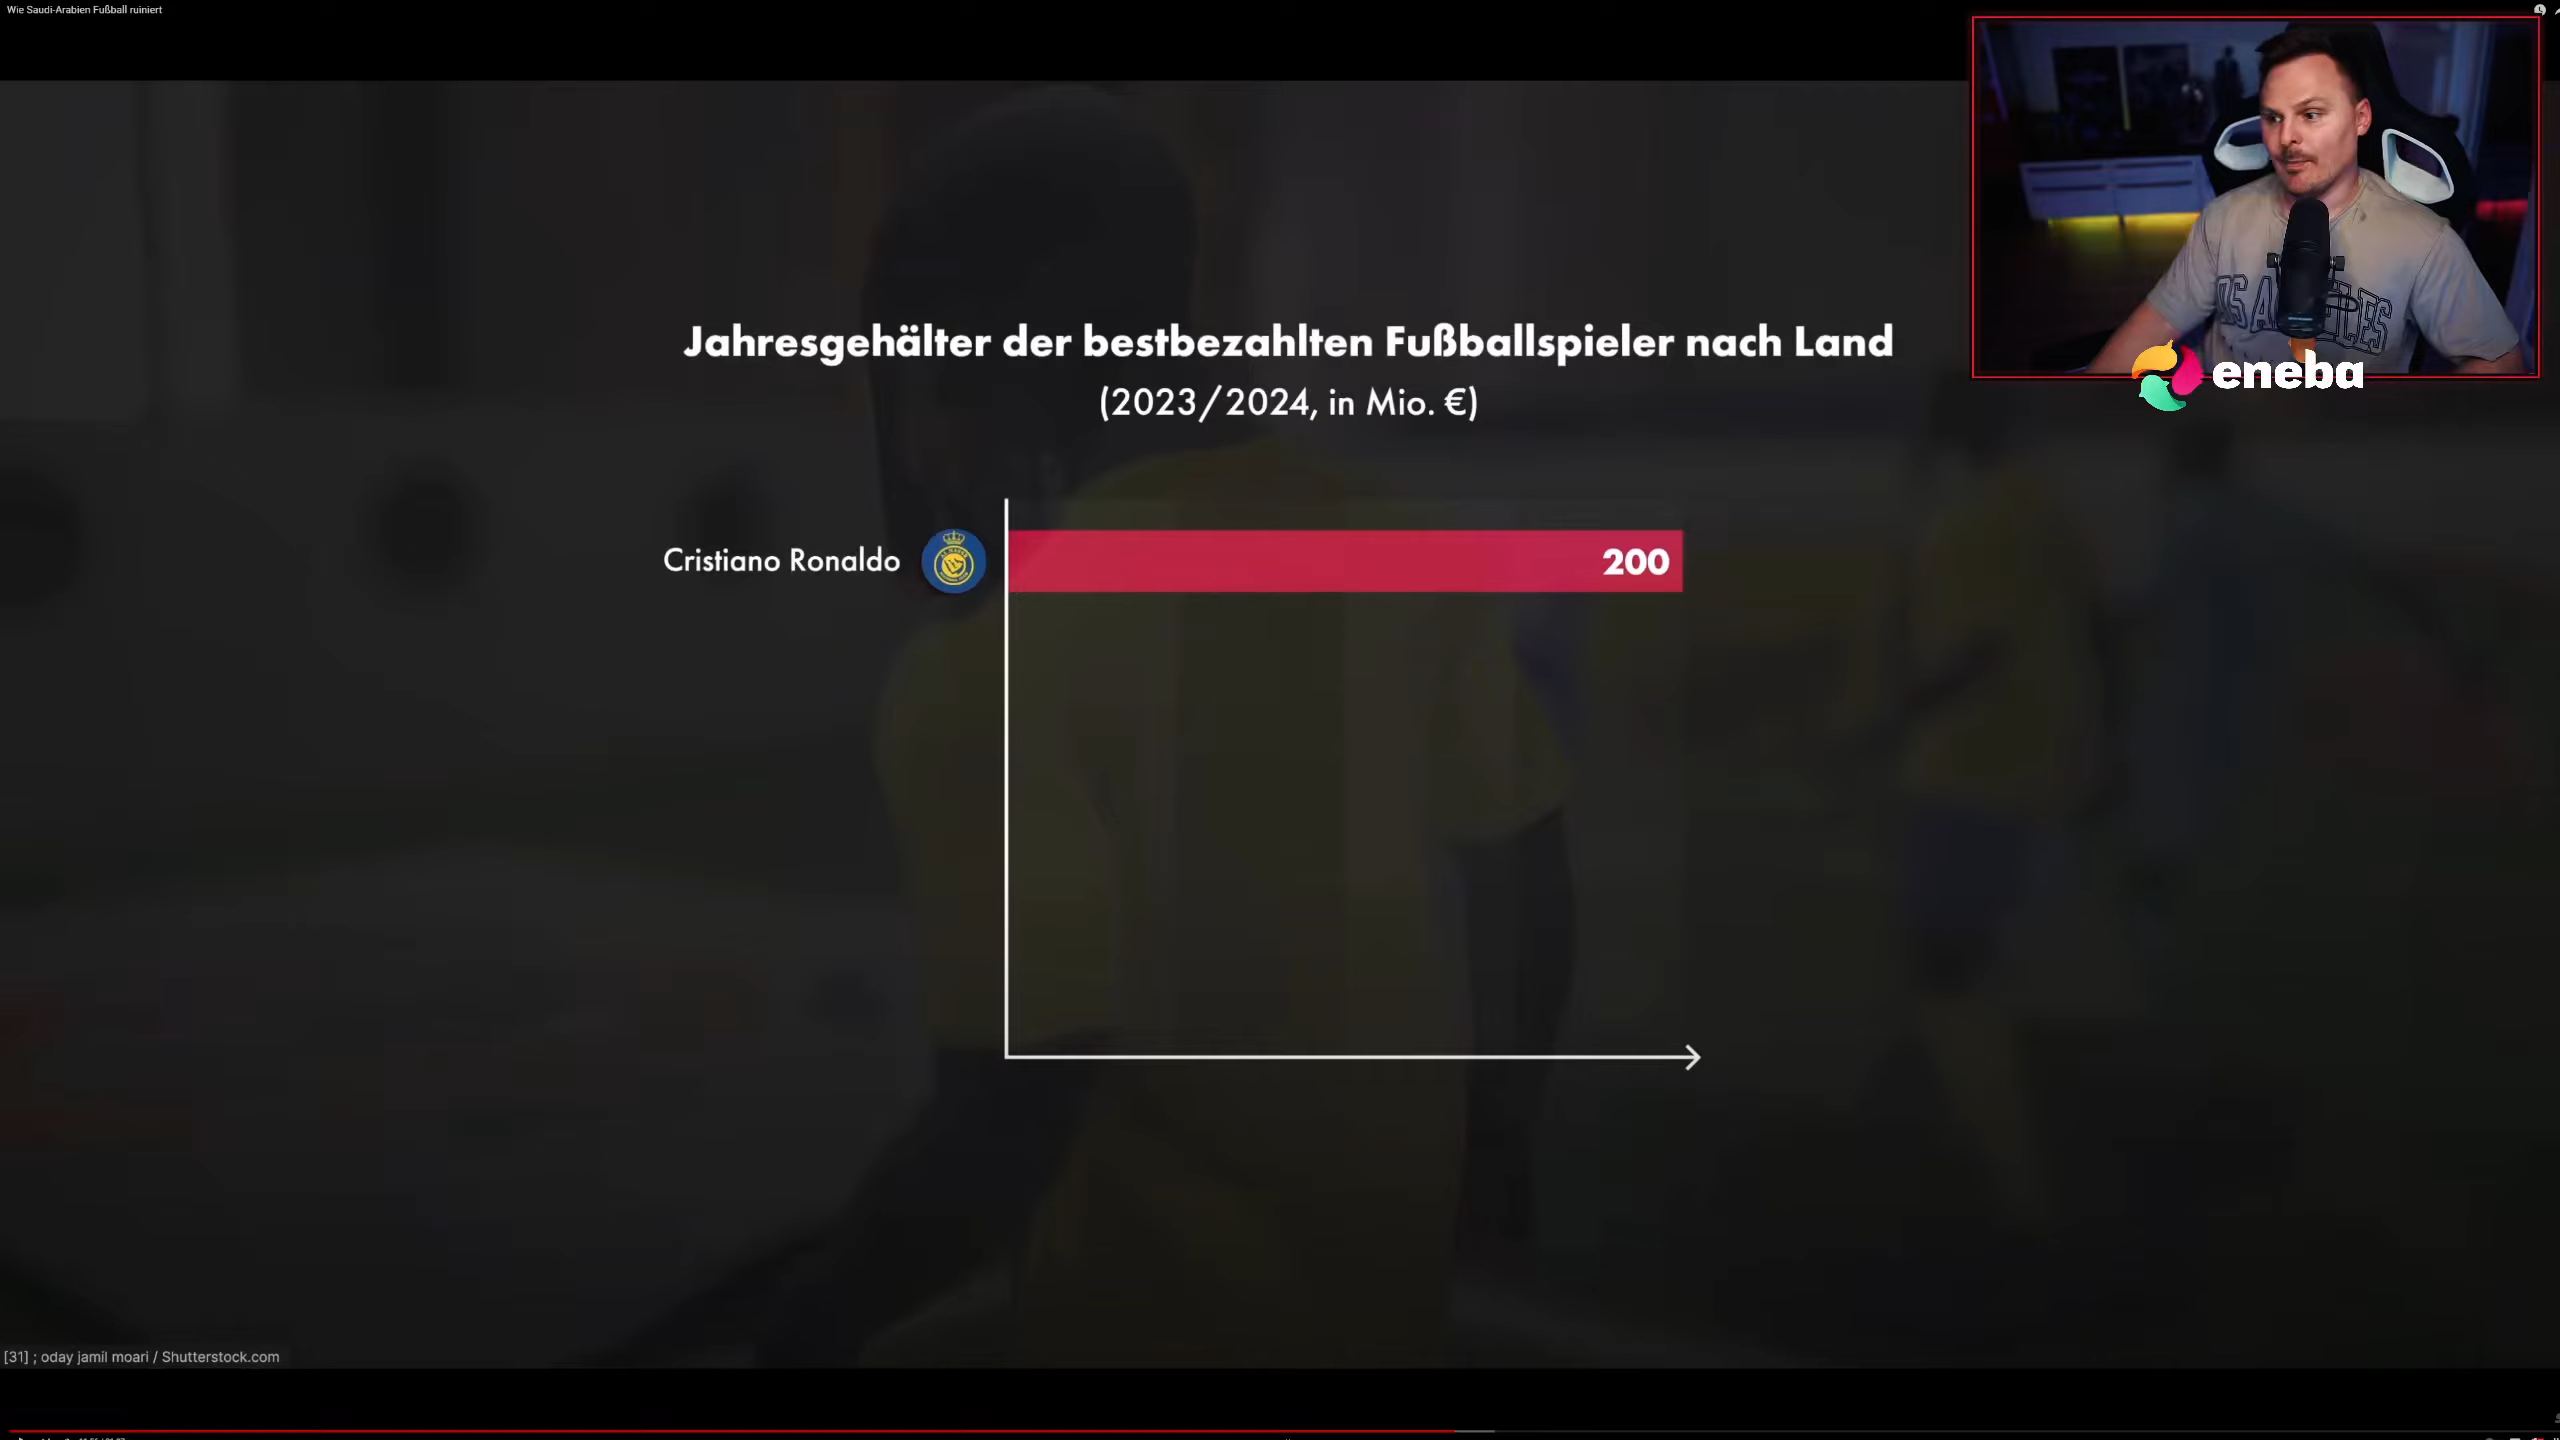 Wie Saudi-Arabien Fußball ruiniert
eneba
Jahresgehälter der bestbezahlten Fußballspieler nach Land
(2023/2024, in Mio. €)
Cristiano Ronaldo
200
[31] ; oday jamil moari / Shutterstock.com